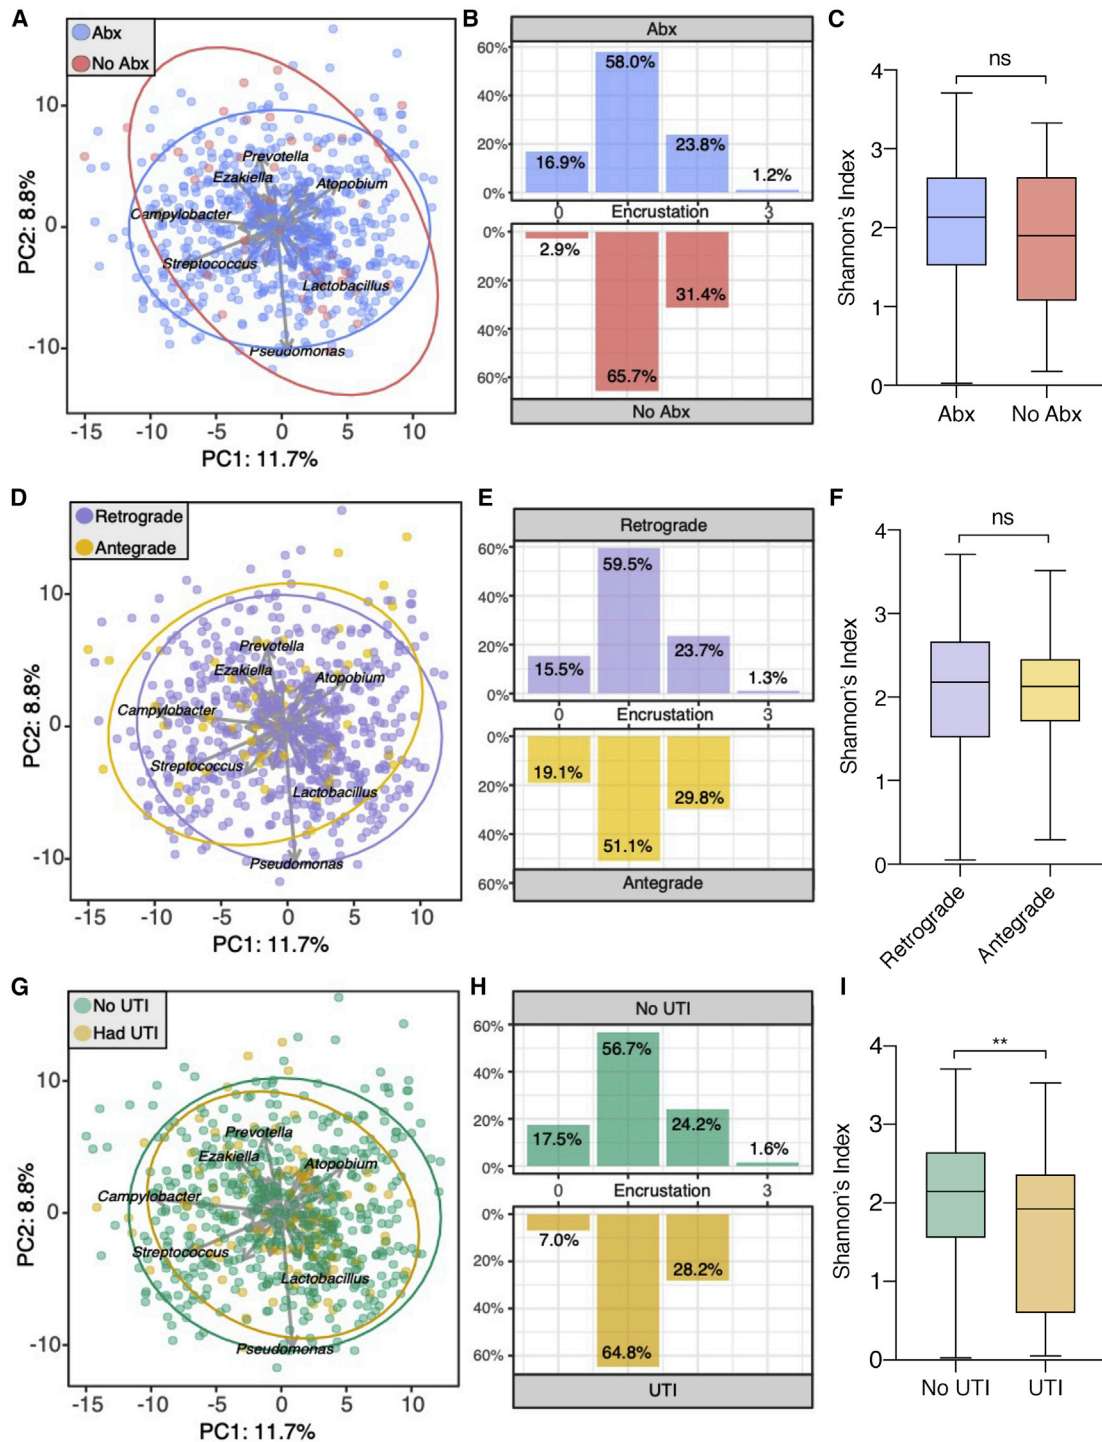 A
Abx
No Abx
10
0
-10
PC2: 8.8%
Prevotella
Ezakiella
Atopobium
Campylobacter
Streptococcus
Lactobacillus
Pseudomonas
-15 -10 -5 0 5 10
PC1: 11.7%
B
Abx
60%
40%
20%
0%
16.9%
58.0%
23.8%
1.2%
0 Encrustation 3
0%
20%
40%
60%
2.9%
65.7%
31.4%
No Abx
C
ns
4
3
2
1
0
Shannon's Index
Abx No Abx
D
Retrograde
Antegrade
10
0
-10
PC2: 8.8%
Prevotella
Ezakiella
Atopobium
Campylobacter
Streptococcus
Lactobacillus
Pseudomonas
-15 -10 -5 0 5 10
PC1: 11.7%
E
Retrograde
60%
40%
20%
0%
15.5%
59.5%
23.7%
1.3%
0 Encrustation 3
0%
20%
40%
60%
19.1%
51.1%
29.8%
Antegrade
F
ns
4
3
2
1
0
Shannon's Index
Retrograde
Antegrade
G
No UTI
Had UTI
10
0
-10
PC2: 8.8%
Prevotella
Ezakiella
Atopobium
Campylobacter
Streptococcus
Lactobacillus
Pseudomonas
-15 -10 -5 0 5 10
PC1: 11.7%
H
No UTI
60%
40%
20%
0%
17.5%
56.7%
24.2%
1.6%
0 Encrustation 3
0%
20%
40%
60%
7.0%
64.8%
28.2%
UTI
I
**
4
3
2
1
0
Shannon's Index
No UTI UTI